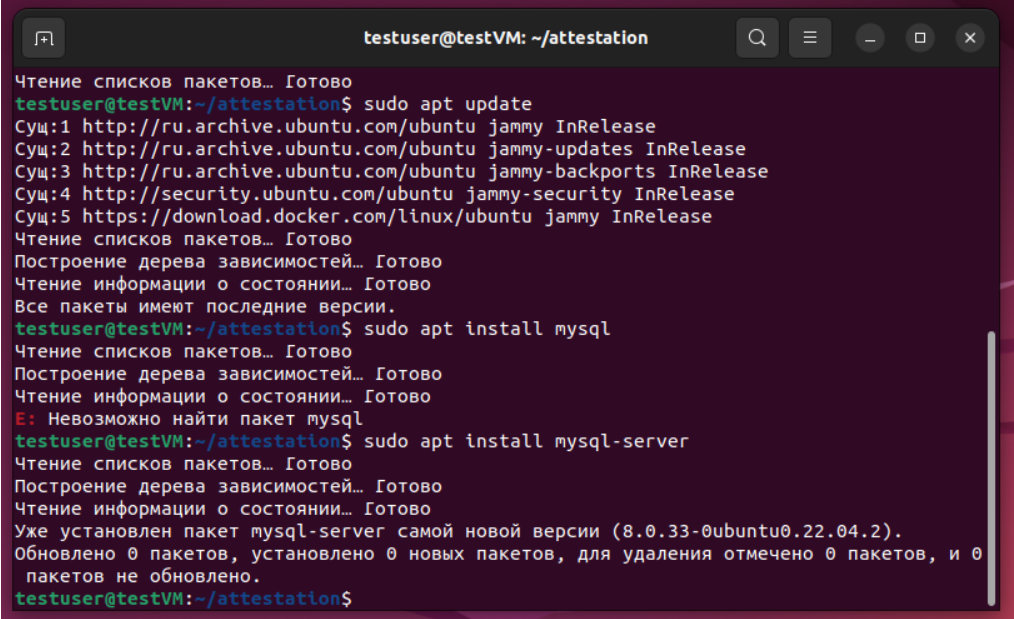 testuser@testVM: ~/attestation
Чтение списков пакетов… Готово
testuser@testVM:~/attestation$ sudo apt update
Сущ:1 http://ru.archive.ubuntu.com/ubuntu jammy InRelease
Сущ:2 http://ru.archive.ubuntu.com/ubuntu jammy-updates InRelease
Сущ:3 http://ru.archive.ubuntu.com/ubuntu jammy-backports InRelease
Сущ:4 http://security.ubuntu.com/ubuntu jammy-security InRelease
Сущ:5 https://download.docker.com/linux/ubuntu jammy InRelease
Чтение списков пакетов… Готово
Построение дерева зависимостей… Готово
Чтение информации о состоянии… Готово
Все пакеты имеют последние версии.
testuser@testVM:~/attestation$ sudo apt install mysql
Чтение списков пакетов… Готово
Построение дерева зависимостей… Готово
Чтение информации о состоянии… Готово
E: Невозможно найти пакет mysql
testuser@testVM:~/attestation$ sudo apt install mysql-server
Чтение списков пакетов… Готово
Построение дерева зависимостей… Готово
Чтение информации о состоянии… Готово
Уже установлен пакет mysql-server самой новой версии (8.0.33-0ubuntu0.22.04.2).
Обновлено 0 пакетов, установлено 0 новых пакетов, для удаления отмечено 0 пакетов, и 0
пакетов не обновлено.
testuser@testVM:~/attestation$